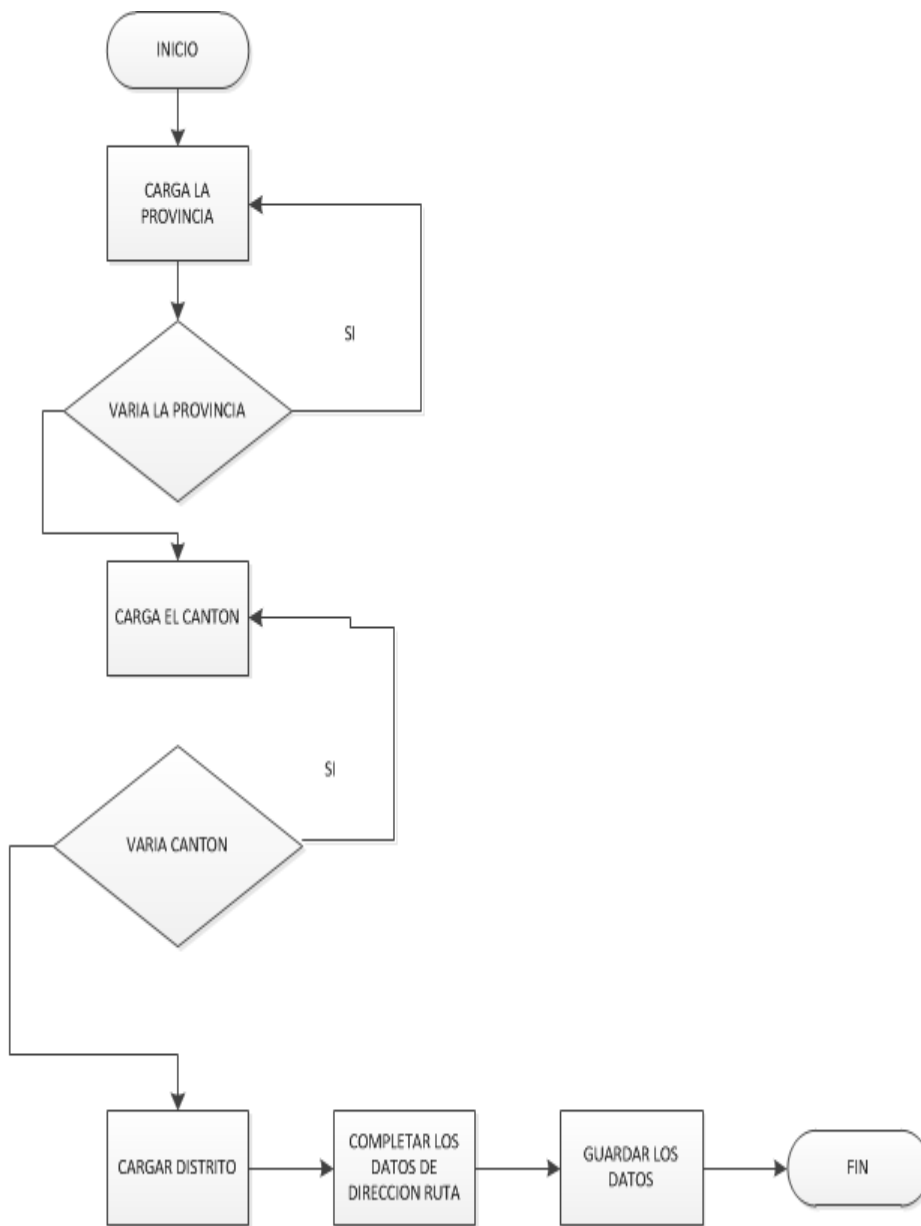 INICIO
CARGA LA
PROVINCIA
SI
VARIA LA PROVINCIA
CARGA EL CANTON
SI
VARIA CANTON
CARGAR DISTRITO
COMPLETAR LOS
DATOS DE
DIRECCION RUTA
GUARDAR LOS
DATOS
FIN